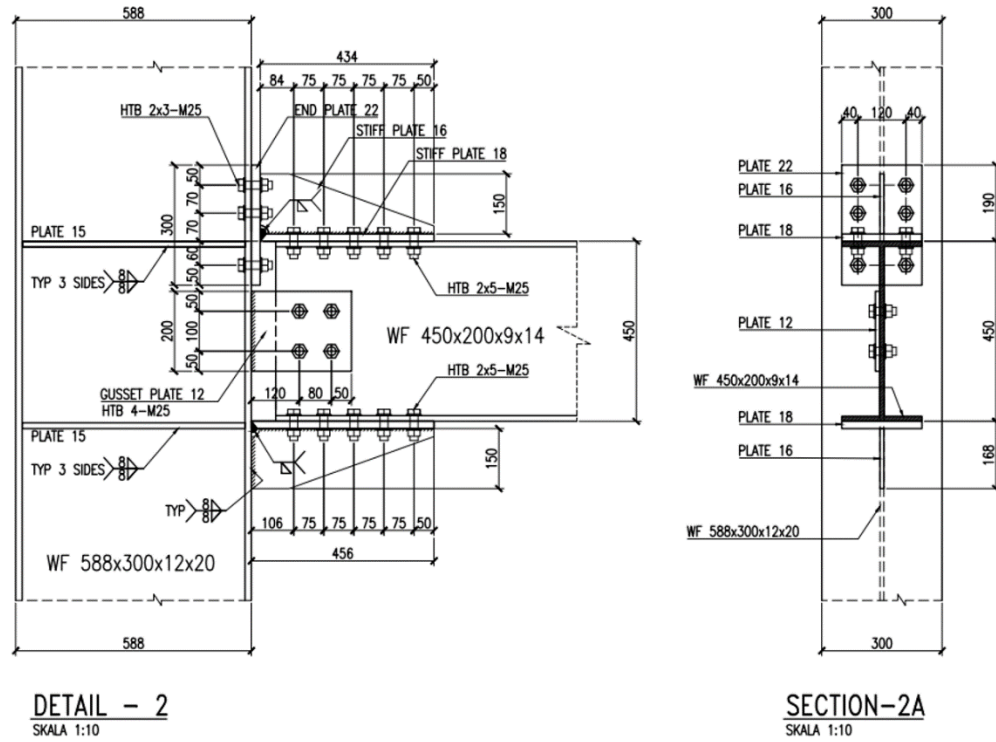 588
434
84 75 75 75 75 50
HTB 2x3-M25
END PLATE 22
STIFF PLATE 16
STIFF PLATE 18
50
70
300
70
60
50
150
PLATE 15
TYP 3 SIDES
8
8
HTB 2x5-M25
50
200
100
50
WF 450x200x9x14
450
HTB 2x5-M25
120 80 50
GUSSET PLATE 12
HTB 4-M25
PLATE 15
TYP 3 SIDES
8
8
150
TYP
8
8
106 75 75 75 75 50
456
WF 588x300x12x20
588
DETAIL - 2
SKALA 1:10
300
40 120 40
PLATE 22
PLATE 16
190
PLATE 18
PLATE 12
450
WF 450x200x9x14
PLATE 18
PLATE 16
168
WF 588x300x12x20
300
SECTION-2A
SKALA 1:10